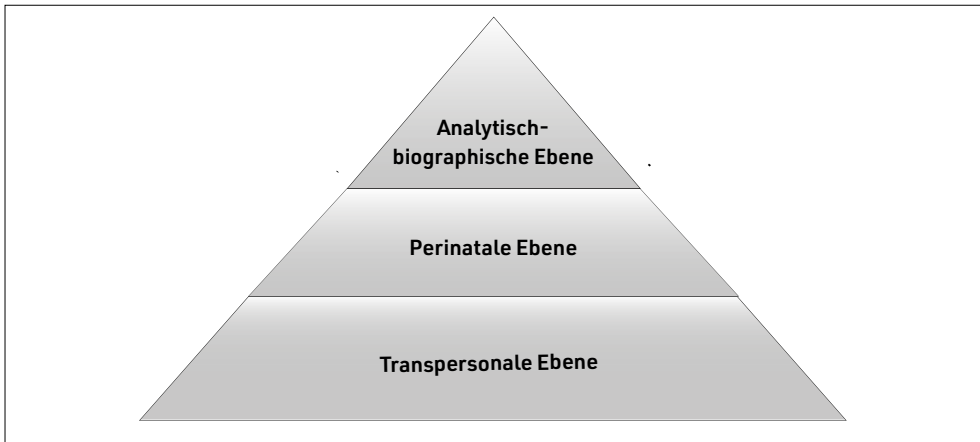 Analytisch-
biographische Ebene
Perinatale Ebene
Transpersonale Ebene